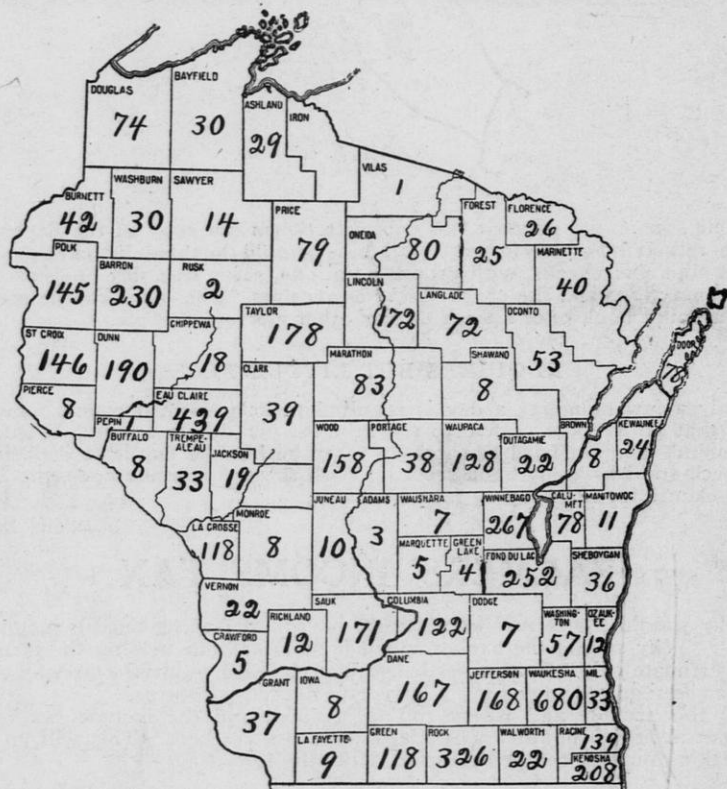 DOUGLAS
74
BAYFIELD
30
ASHLAND
29
IRON
VILAS
1
BURNETT
42
WASHBURN
30
SAWYER
14
PRICE
79
ONEIDA
80
FOREST
25
FLORENCE
26
MARINETTE
40
POLK
145
BARRON
230
RUSK
2
LINCOLN
172
LANGLADE
72
OCONTO
53
DOOR
TAYLOR
178
CHIPPEWA
18
ST CROIX
146
DUNN
190
CLARK
39
MARATHON
83
SHAWANO
8
PIERCE
8
PEPIN
1
EAU CLAIRE
439
BUFFALO
8
TREMPE-
ALEAU
33
JACKSON
19
WOOD
158
PORTAGE
38
WAUPACA
128
OUTAGAMIE
22
BROWN
8
KEWAUNEE
24
LA CROSSE
118
MONROE
8
JUNEAU
10
ADAMS
3
WAUSHARA
7
WINNEBAGO
267
CALU-
MET
78
MANITOWOC
11
MARQUETTE
5
GREEN
LAKE
4
FOND DU LAC
252
SHEBOYGAN
36
VERNON
22
CRAWFORD
5
RICHLAND
12
SAUK
171
COLUMBIA
122
DODGE
7
WASHING-
TON
57
OZAUK-
EE
12
GRANT
37
IOWA
8
DANE
167
JEFFERSON
168
WAUKESHA
680
MIL.
33
LA FAYETTE
9
GREEN
118
ROCK
326
WALWORTH
22
RACINE
139
KENOSHA
208